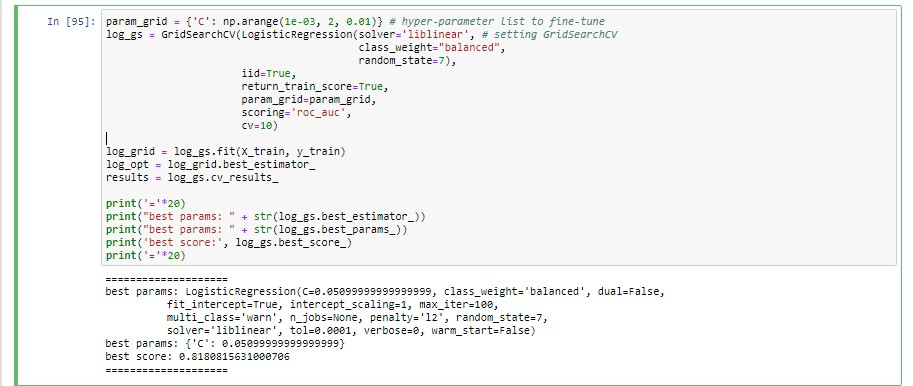 In [95]: param_grid = {'C': np.arange(1e-03, 2, 0.01)} # hyper-parameter list to fine-tune
log_gs = GridSearchCV(LogisticRegression(solver='liblinear', # setting GridSearchCV
class_weight="balanced",
random_state=7),
iid=True,
return_train_score=True,
param_grid=param_grid,
scoring='roc_auc',
cv=10)
log_grid = log_gs.fit(X_train, y_train)
log_opt = log_grid.best_estimator_
results = log_gs.cv_results_
print('='*20)
print("best params: " + str(log_gs.best_estimator_))
print("best params: " + str(log_gs.best_params_))
print('best score:', log_gs.best_score_)
print('='*20)
====================
best params: LogisticRegression(C=0.05099999999999999, class_weight='balanced', dual=False,
fit_intercept=True, intercept_scaling=1, max_iter=100,
multi_class='warn', n_jobs=None, penalty='l2', random_state=7,
solver='liblinear', tol=0.0001, verbose=0, warm_start=False)
best params: {'C': 0.05099999999999999}
best score: 0.8180815631000706
====================